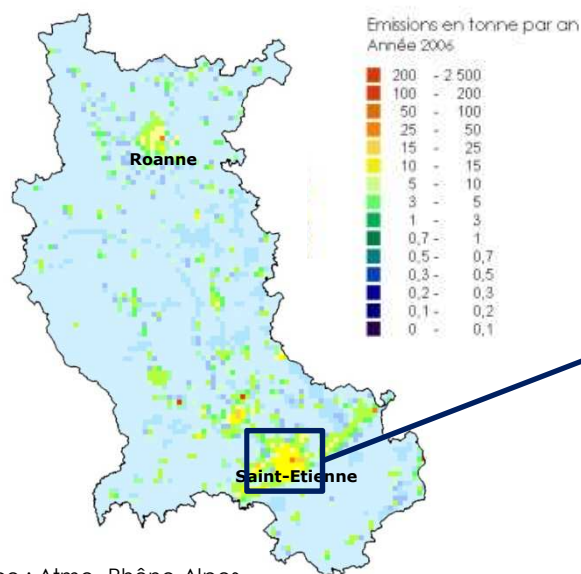 Emissions en tonne par an
Année 2006
200 - 2 500
100 - 200
50 - 100
25 - 50
15 - 25
10 - 15
5 - 10
3 - 5
1 - 3
0,7 - 1
0,5 - 0,7
0,3 - 0,5
0,2 - 0,3
0,1 - 0,2
0 - 0,1
Roanne
Saint-Etienne
: Atmo Rhône-Alpes